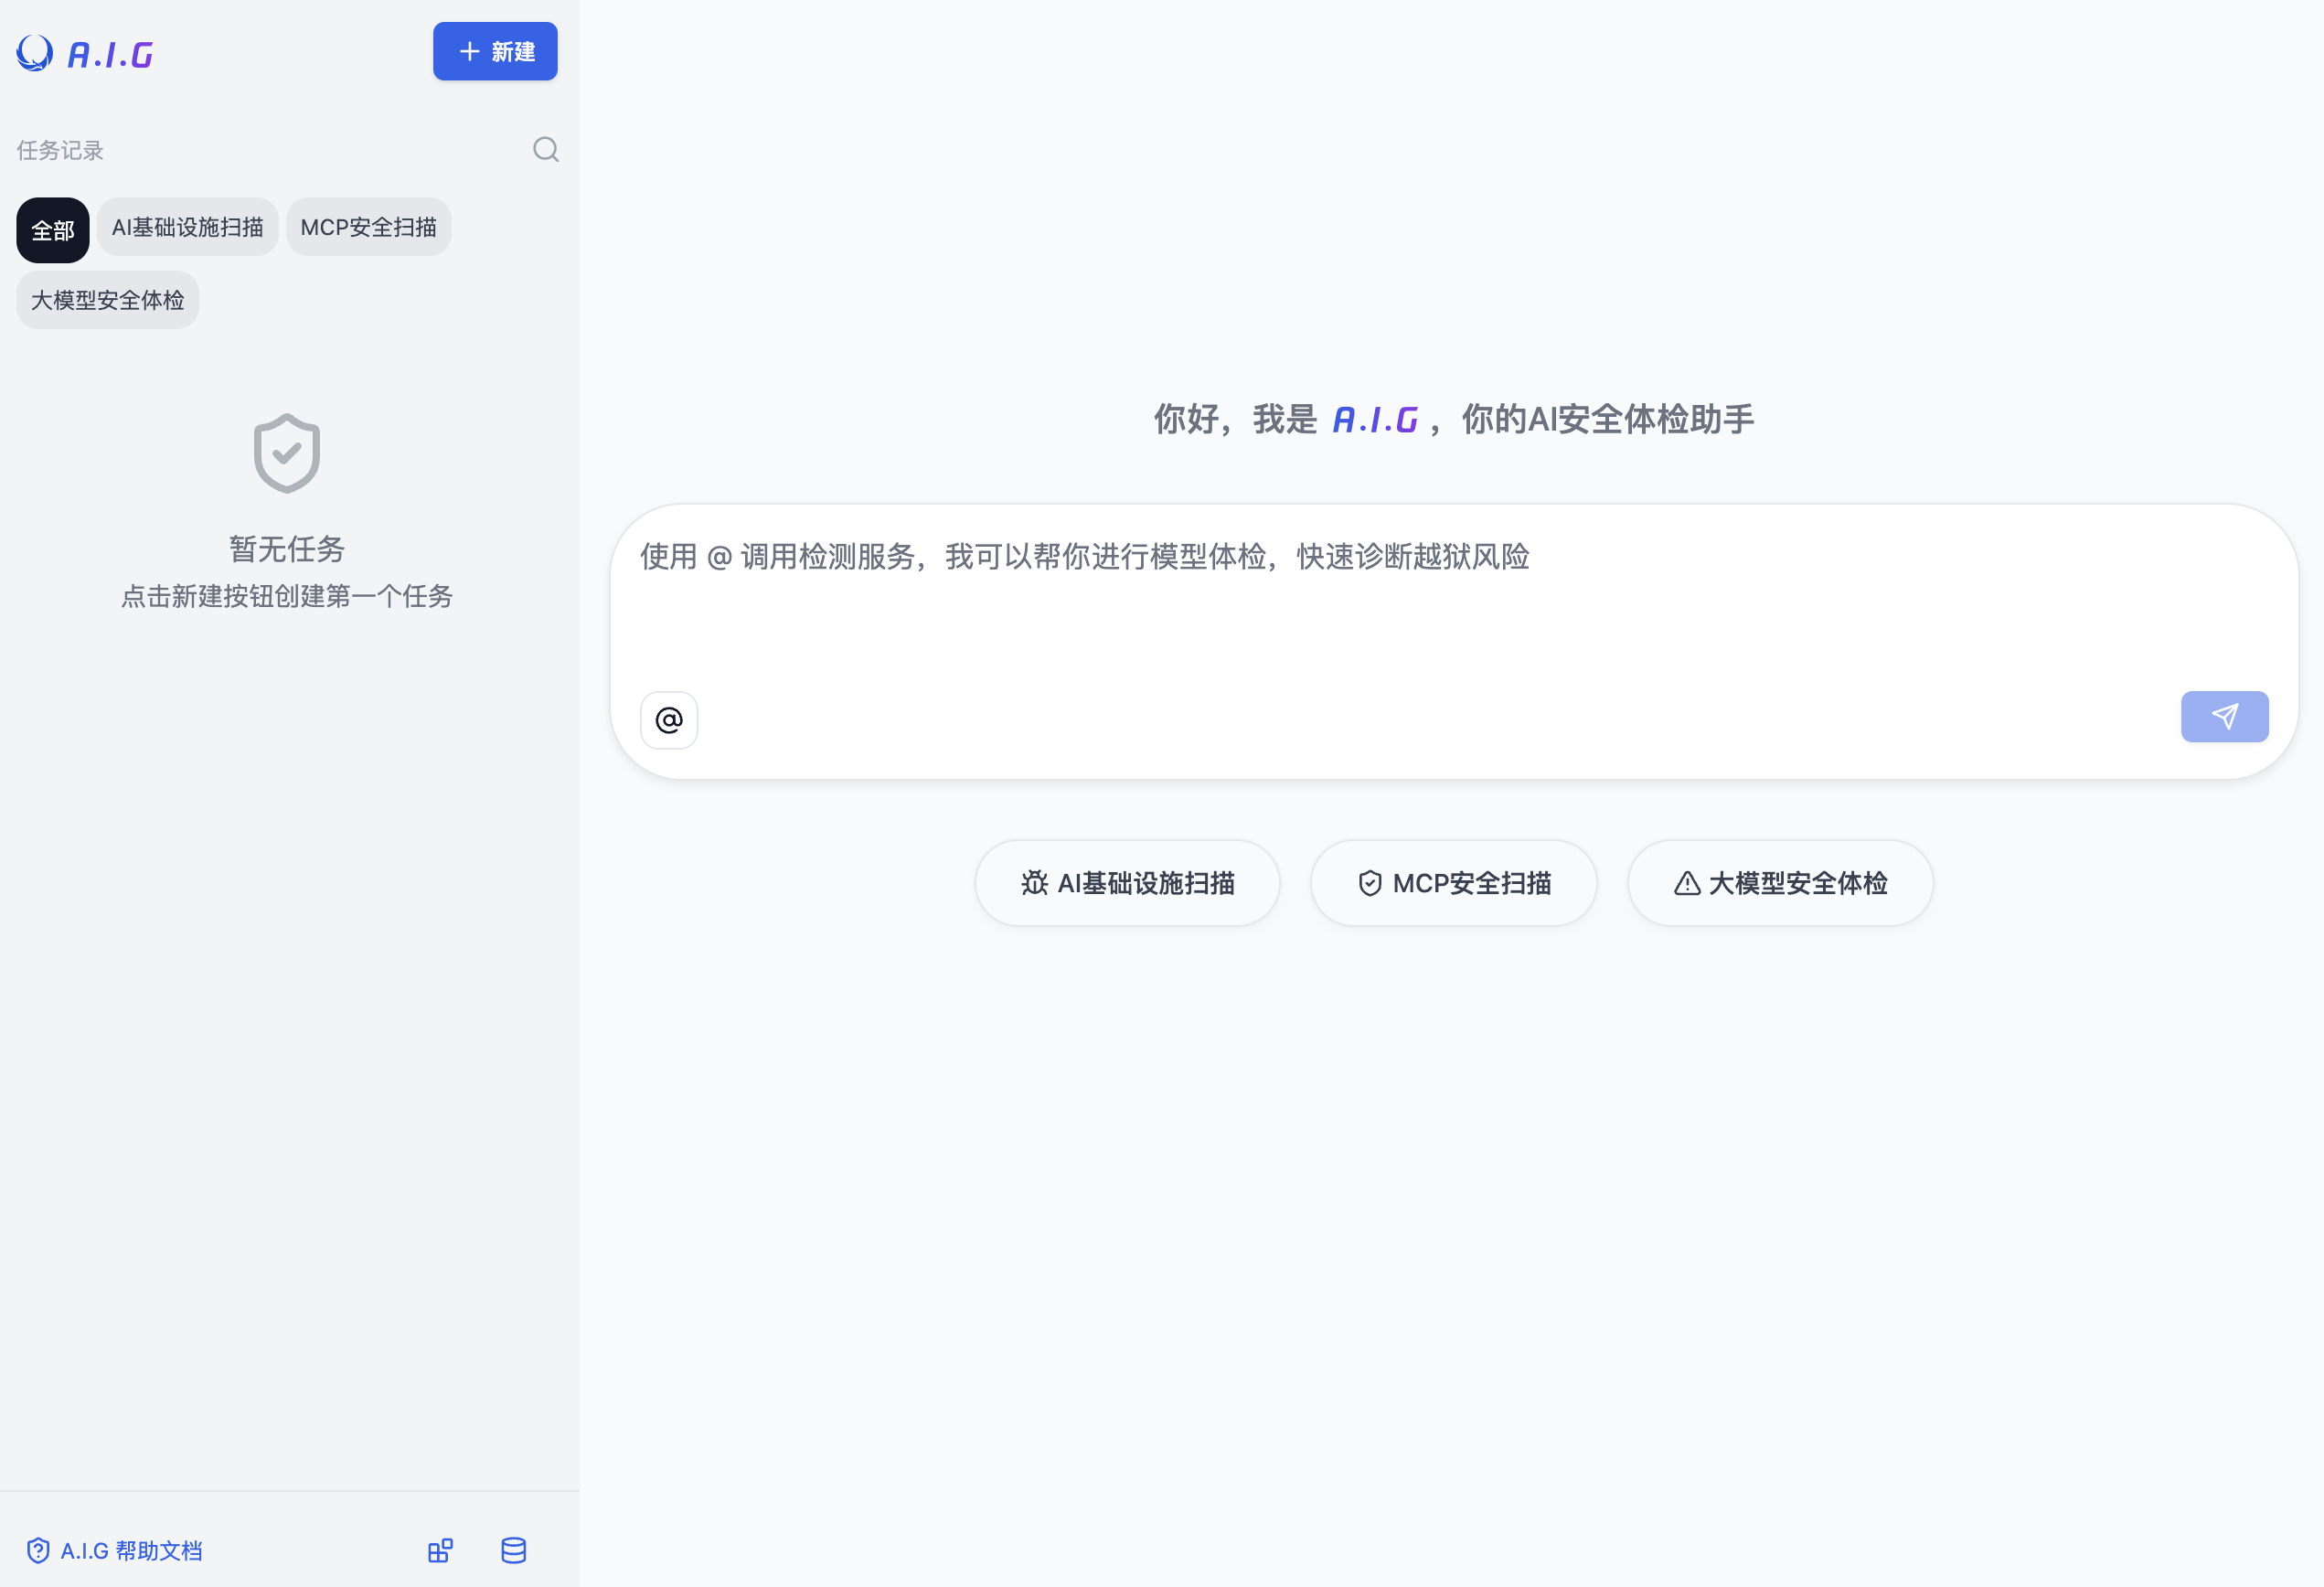 A.I.G
新建
任务记录
全部
AI基础设施扫描
MCP安全扫描
大模型安全体检
暂无任务
点击新建按钮创建第一个任务
A.I.G 帮助文档
你好，我是 A.I.G ，你的AI安全体检助手
使用 @ 调用检测服务，我可以帮你进行模型体检，快速诊断越狱风险
@
AI基础设施扫描
MCP安全扫描
大模型安全体检